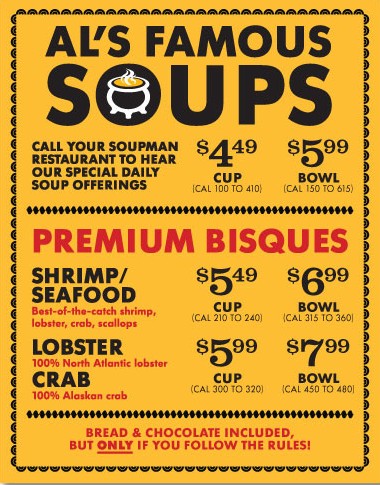 AL'S FAMOUS
SOUPS
CALL YOUR SOUPMAN
RESTAURANT TO HEAR
OUR SPECIAL DAILY
SOUP OFFERINGS
$4.49
CUP
(CAL 100 TO 410)
$5.99
BOWL
(CAL 150 TO 615)
PREMIUM BISQUES
SHRIMP/
SEAFOOD
Best-of-the-catch shrimp,
lobster, crab, scallops
$5.49
CUP
(CAL 210 TO 240)
$6.99
BOWL
(CAL 315 TO 360)
LOBSTER
100% North Atlantic lobster
CRAB
100% Alaskan crab
$5.99
CUP
(CAL 300 TO 320)
$7.99
BOWL
(CAL 450 TO 480)
BREAD & CHOCOLATE INCLUDED,
BUT ONLY IF YOU FOLLOW THE RULES!